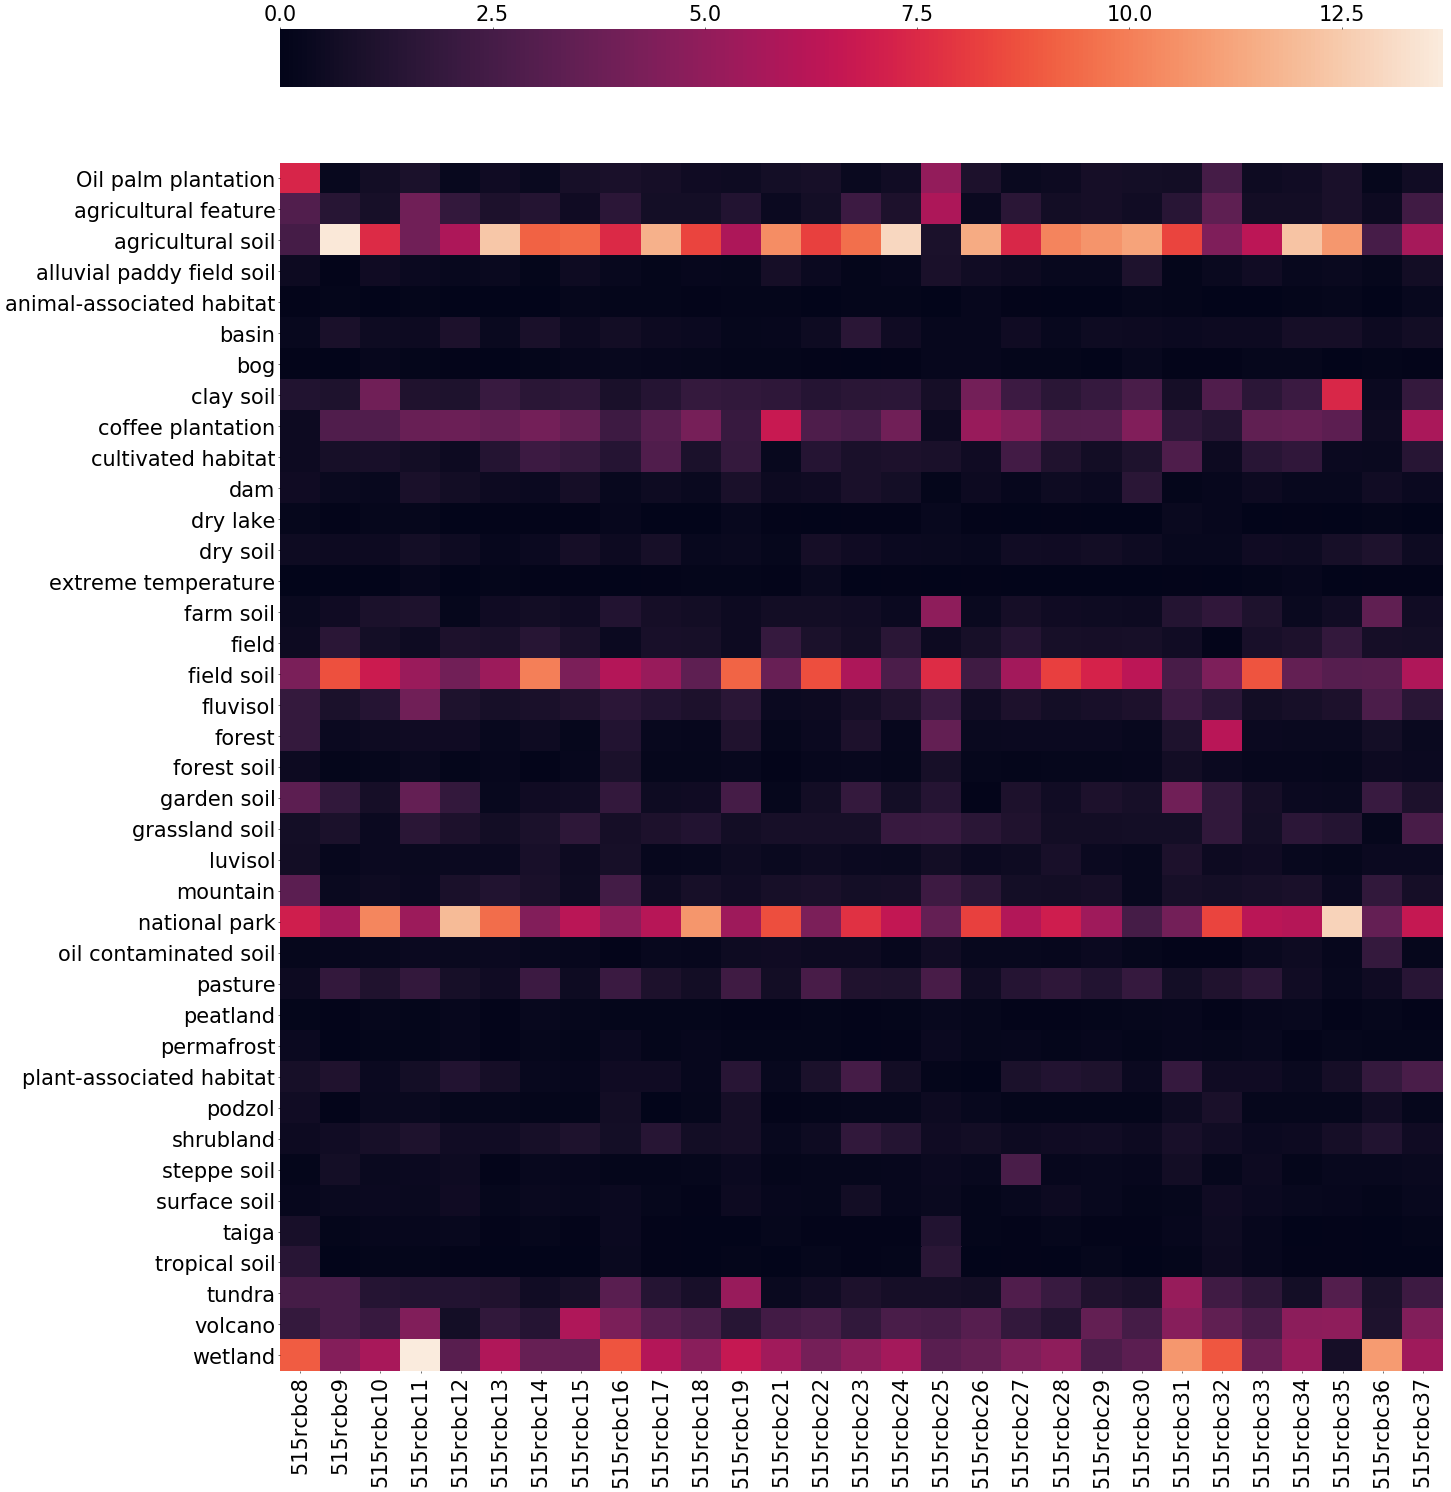 0.0 2.5 5.0 7.5 10.0 12.5
Oil palm plantation
agricultural feature
agricultural soil
alluvial paddy field soil
animal-associated habitat
basin
bog
clay soil
coffee plantation
cultivated habitat
dam
dry lake
dry soil
extreme temperature
farm soil
field
field soil
fluvisol
forest
forest soil
garden soil
grassland soil
luvisol
mountain
national park
oil contaminated soil
pasture
peatland
permafrost
plant-associated habitat
podzol
shrubland
steppe soil
surface soil
taiga
tropical soil
tundra
volcano
wetland
515rcbc8
515rcbc9
515rcbc10
515rcbc11
515rcbc12
515rcbc13
515rcbc14
515rcbc15
515rcbc16
515rcbc17
515rcbc18
515rcbc19
515rcbc21
515rcbc22
515rcbc23
515rcbc24
515rcbc25
515rcbc26
515rcbc27
515rcbc28
515rcbc29
515rcbc30
515rcbc31
515rcbc32
515rcbc33
515rcbc34
515rcbc35
515rcbc36
515rcbc37